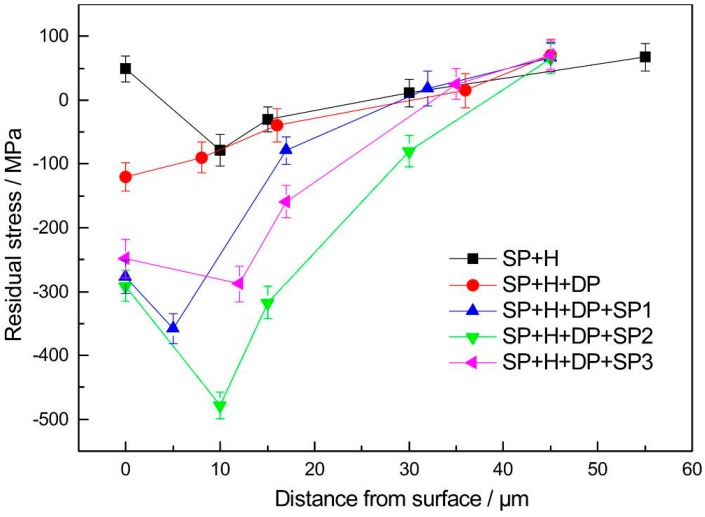 100
0
-100
-200
-300
-400
-500
Residual stress / MPa
SP+H
SP+H+DP
SP+H+DP+SP1
SP+H+DP+SP2
SP+H+DP+SP3
0 10 20 30 40 50 60
Distance from surface / μm